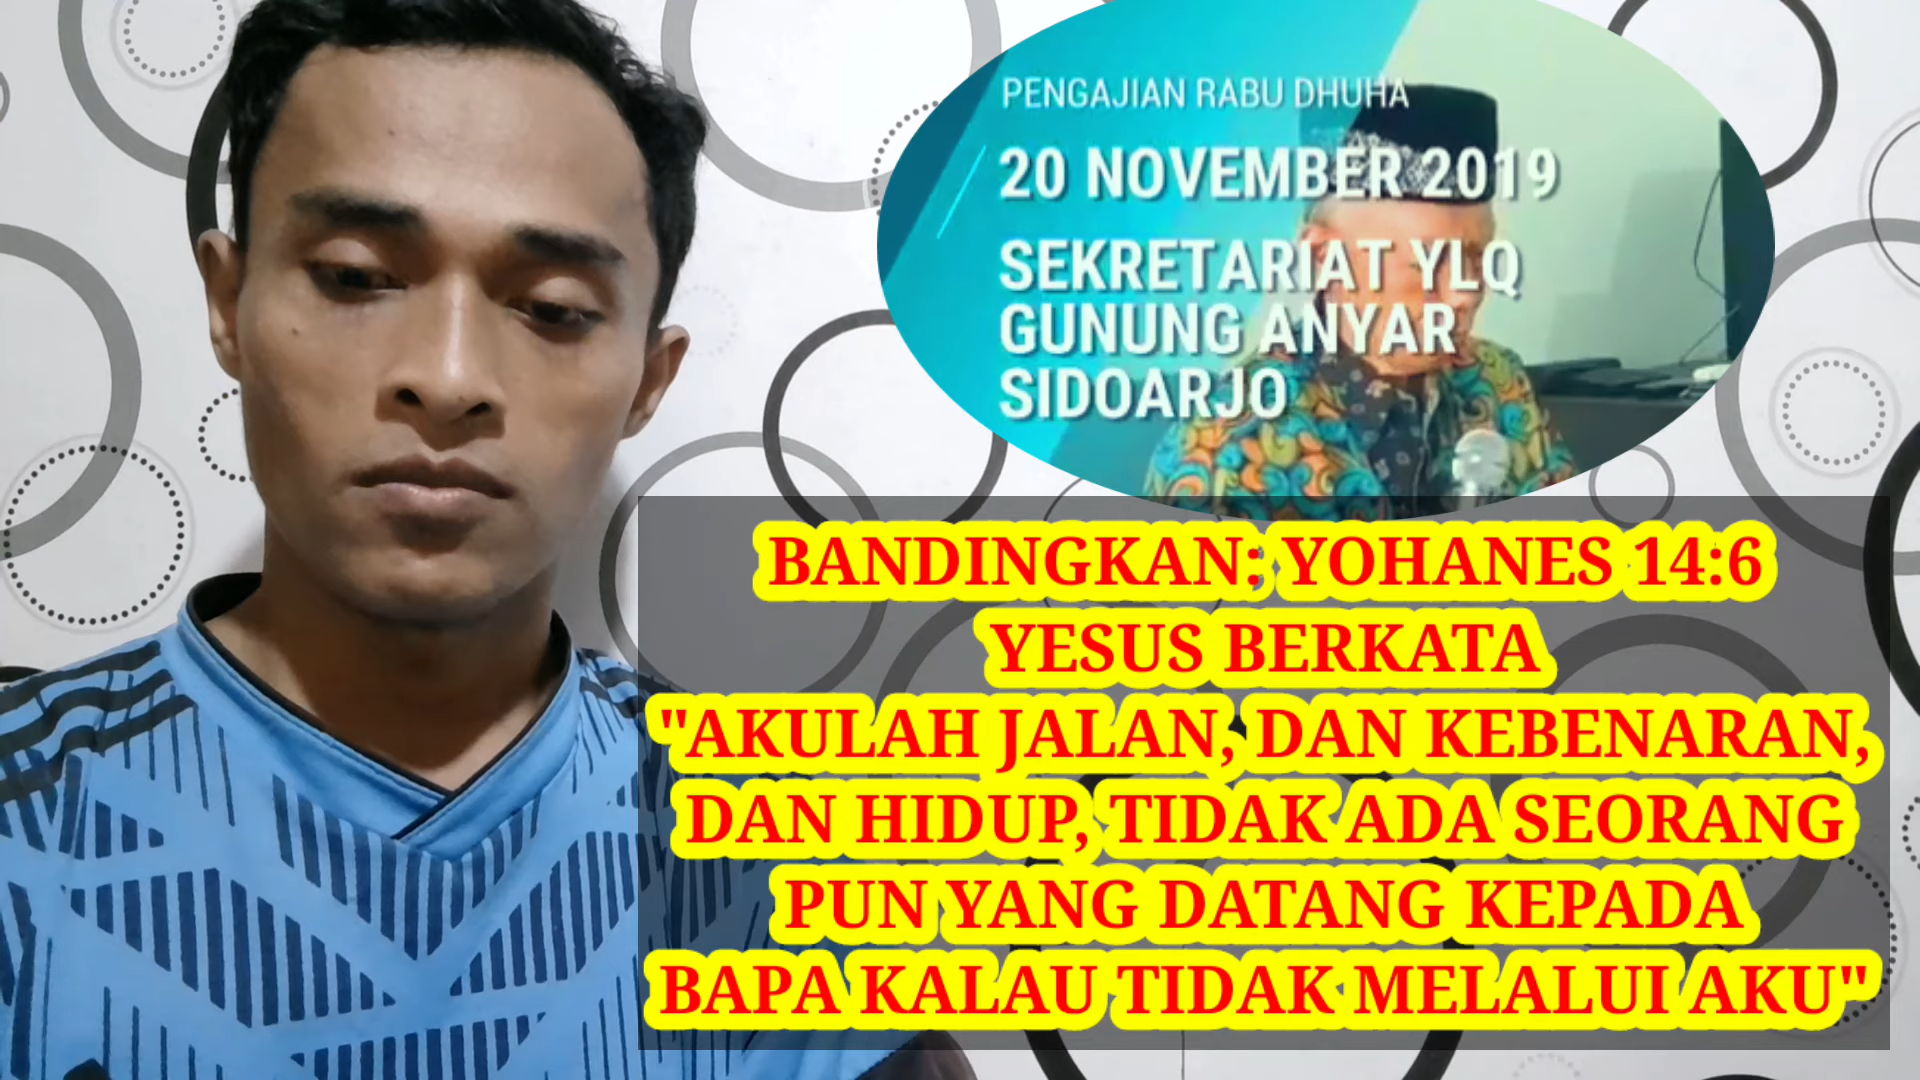 PENGAJIAN RABU DHUHA
20 NOVEMBER 2019
SEKRETARIAT YLQ
GUNUNG ANYAR
SIDOARJO
BANDINGKAN; YOHANES 14:6
YESUS BERKATA
"AKULAH JALAN, DAN KEBENARAN,
DAN HIDUP, TIDAK ADA SEORANG
PUN YANG DATANG KEPADA
BAPA KALAU TIDAK MELALUI AKU"